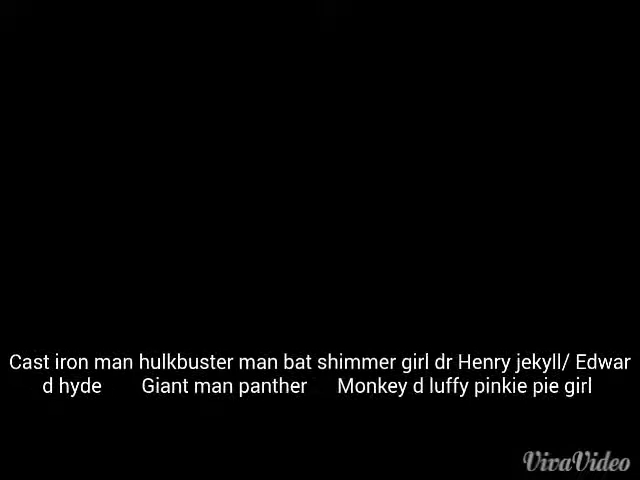 Cast iron man hulkbuster man bat shimmer girl dr Henry jekyll/ Edwar
d hyde Giant man panther Monkey d luffy pinkie pie girl
VivaVideo